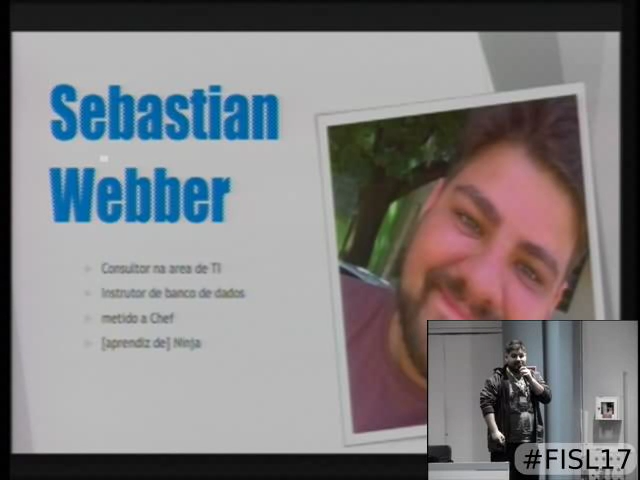 Sebastian
Webber
Consultor na area de TI
Instrutor de banco de dados
metido a Chef
[aprendiz de] Ninja
#FISL17